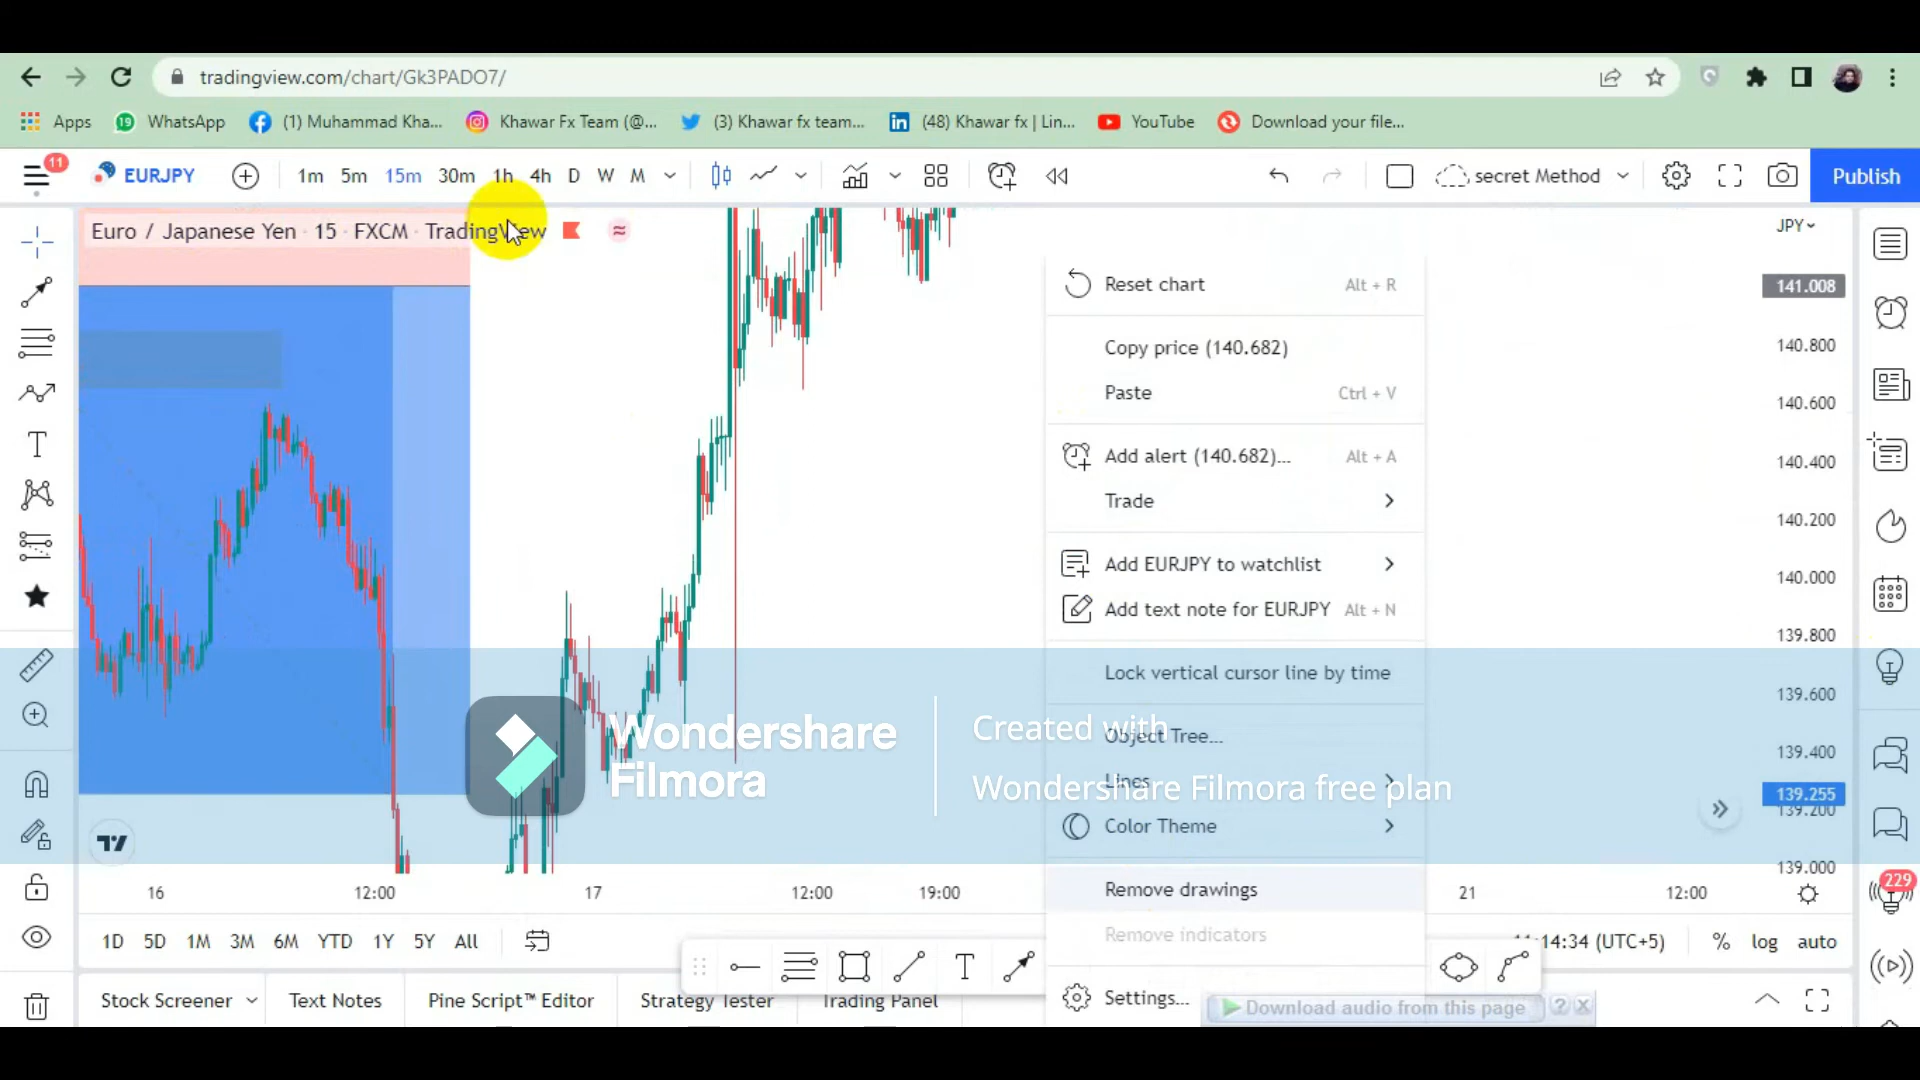 tradingview.com/chart/Gk3PADO7/
Apps
19
WhatsApp
(1) Muhammad Kha...
Khawar Fx Team (@...
(3) Khawar fx team...
in
(48) Khawar fx | Lin...
YouTube
Download your file...
11
EURJPY
1m 5m 15m 30m 1h 4h D W M
secret Method
Publish
Euro / Japanese Yen · 15 · FXCM · TradingView
JPY
141.008
140.800
140.600
140.400
140.200
140.000
139.800
139.600
139.400
139.255
139.200
139.000
Reset chart Alt + R
Copy price (140.682)
Paste Ctrl + V
Add alert (140.682)... Alt + A
Trade
Add EURJPY to watchlist
Add text note for EURJPY Alt + N
Lock vertical cursor line by time
Object Tree...
Lines
Color Theme
Remove drawings
Remove indicators
Settings...
Wondershare
Filmora
Created with
Wondershare Filmora free plan
16 12:00 17 12:00 19:00 21 12:00
229
1D 5D 1M 3M 6M YTD 1Y 5Y All
14:34 (UTC+5) % log auto
T
Stock Screener
Text Notes
Pine Script™ Editor
Strategy Tester
Trading Panel
Download audio from this page ? X